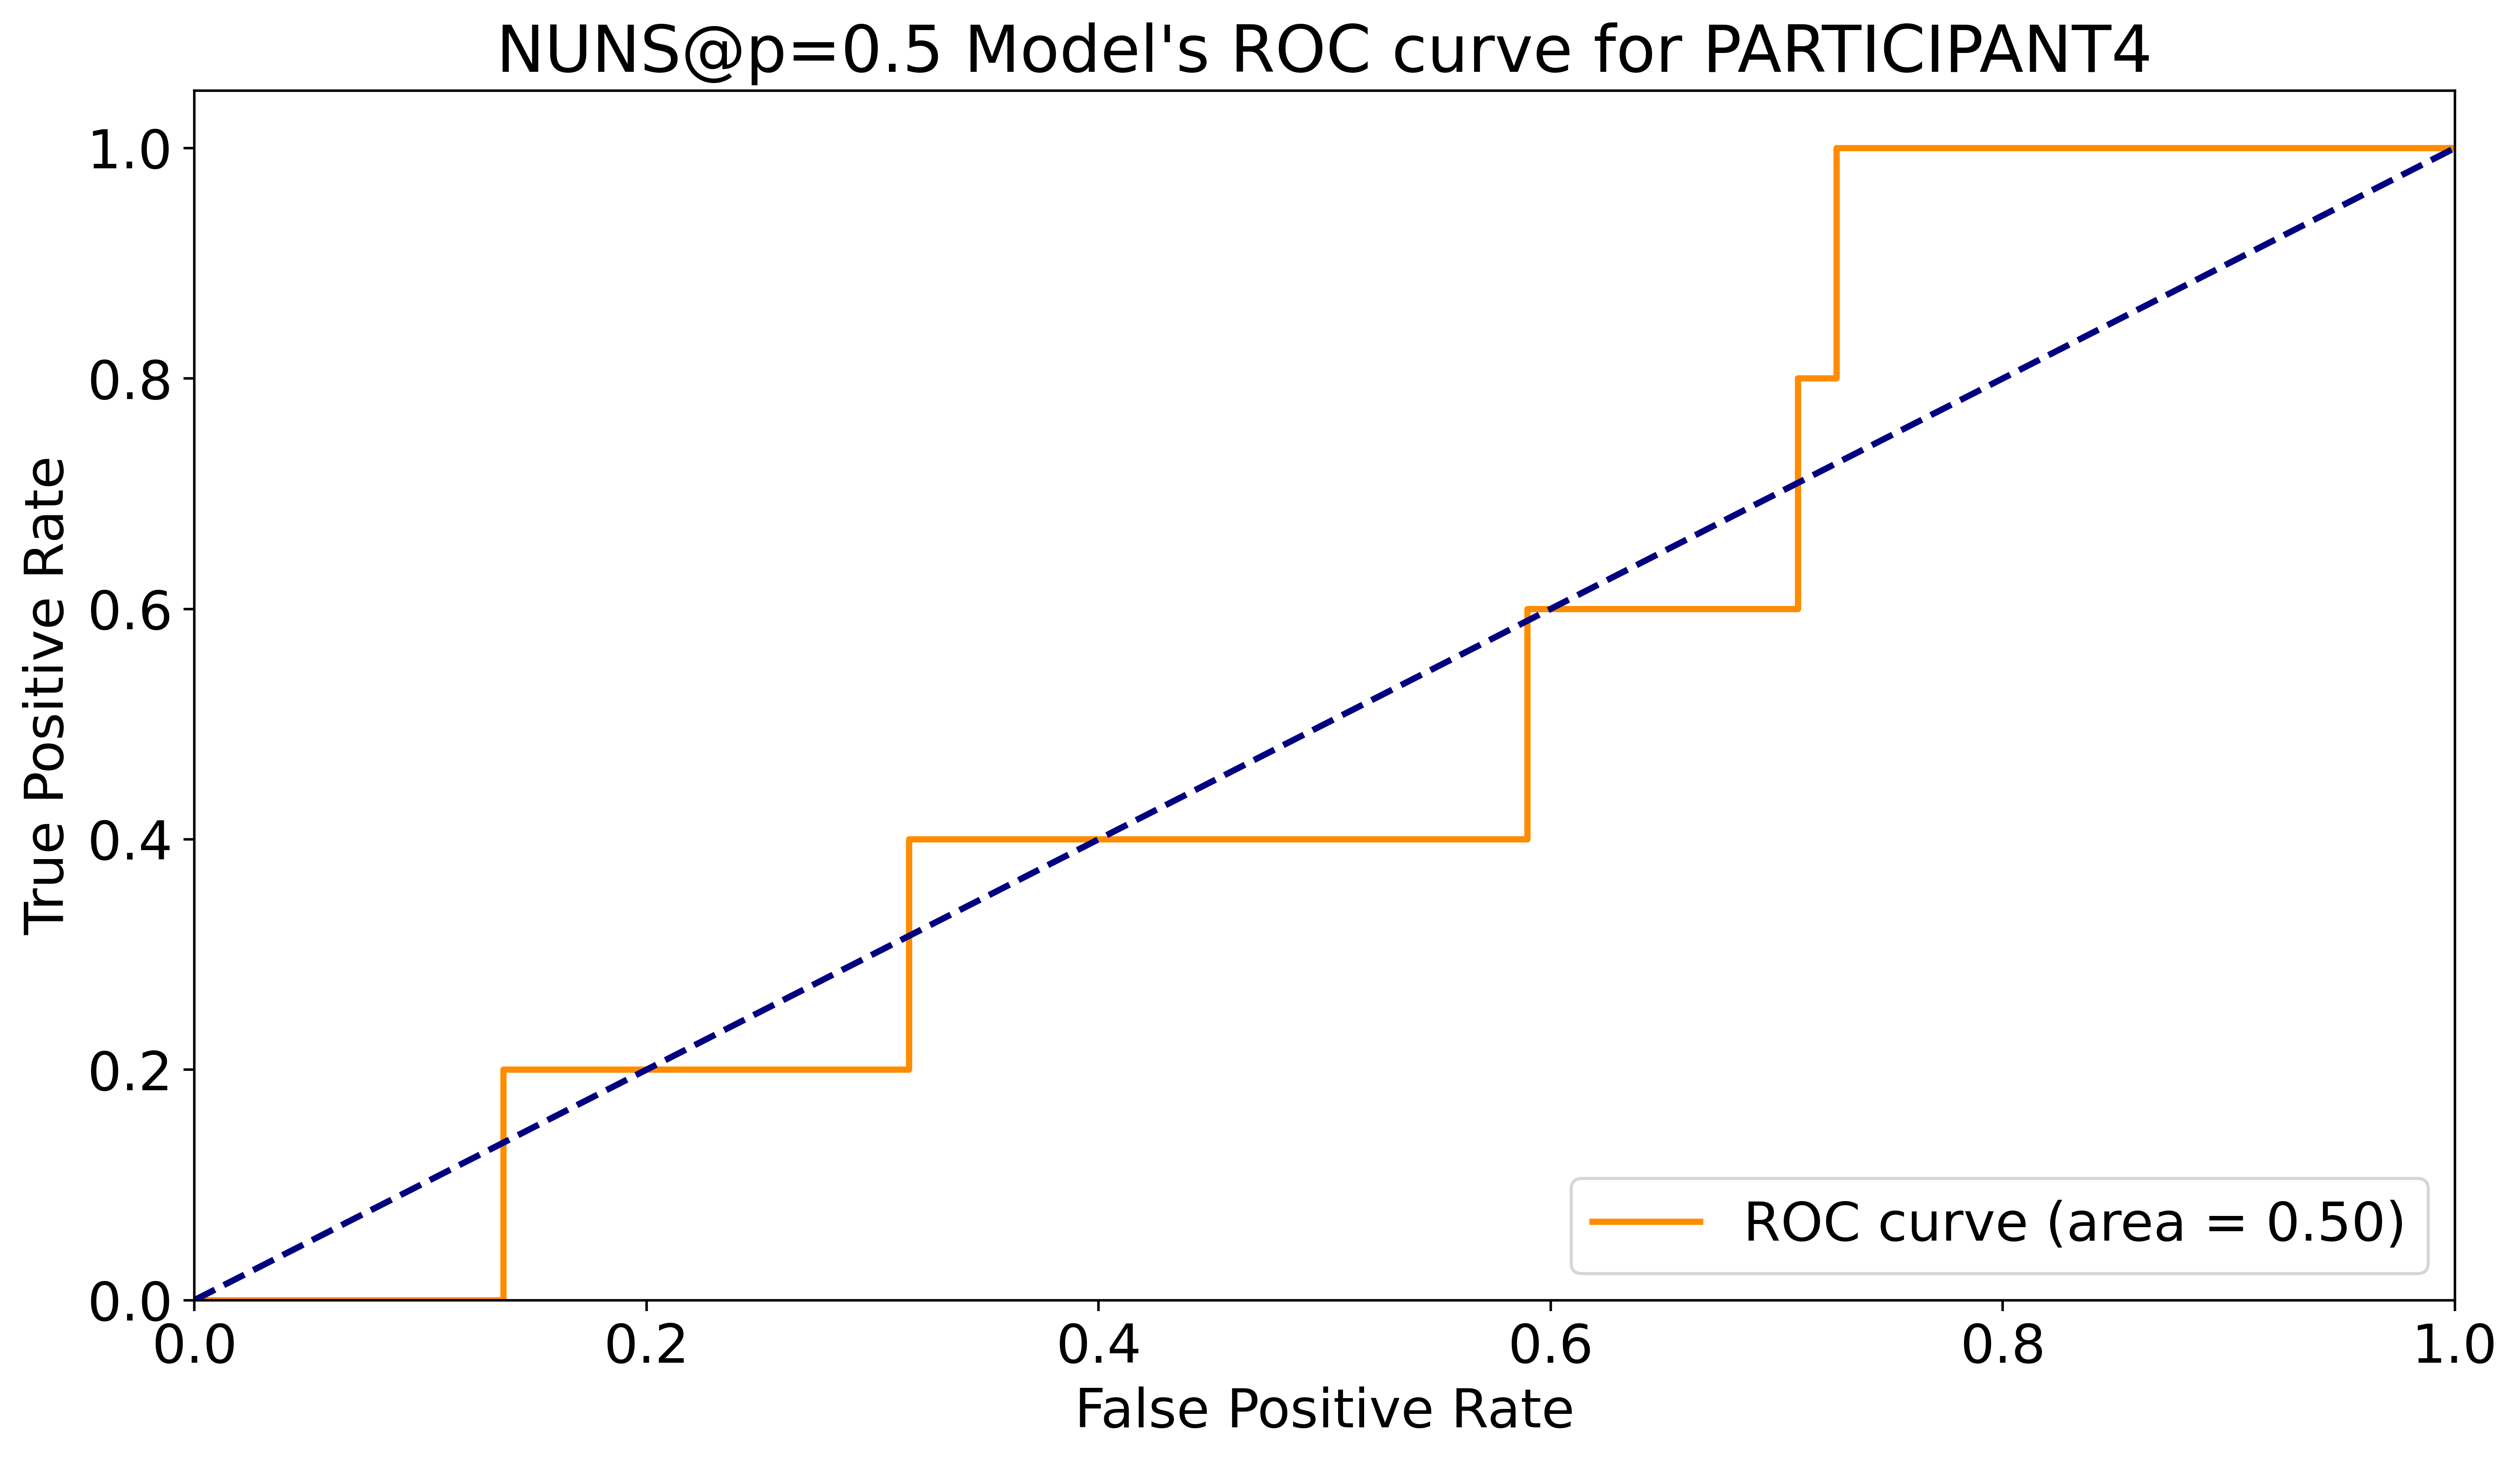 NUNS@p=0.5 Model's ROC curve for PARTICIPANT4
1.0
0.8
0.6
0.4
0.2
0.0
True Positive Rate
ROC curve (area = 0.50)
0.0 0.2 0.4 0.6 0.8 1.0
False Positive Rate